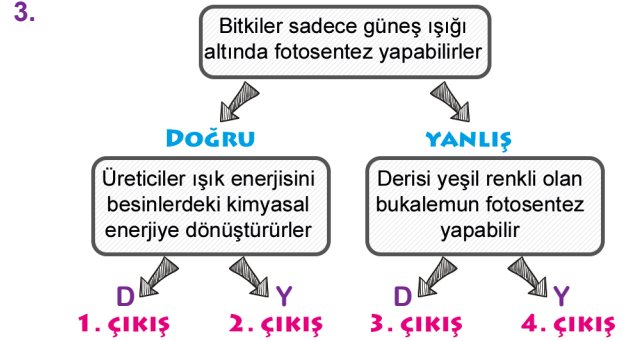 3.
Bitkiler sadece güneş ışığı
altında fotosentez yapabilirler
DOĞRU
YANLIŞ
Üreticiler ışık enerjisini
besinlerdeki kimyasal
enerjiye dönüştürürler
Derisi yeşil renkli olan
bukalemun fotosentez
yapabilir
D
Y
D
Y
1. ÇIKIŞ
2. ÇIKIŞ
3. ÇIKIŞ
4. ÇIKIŞ